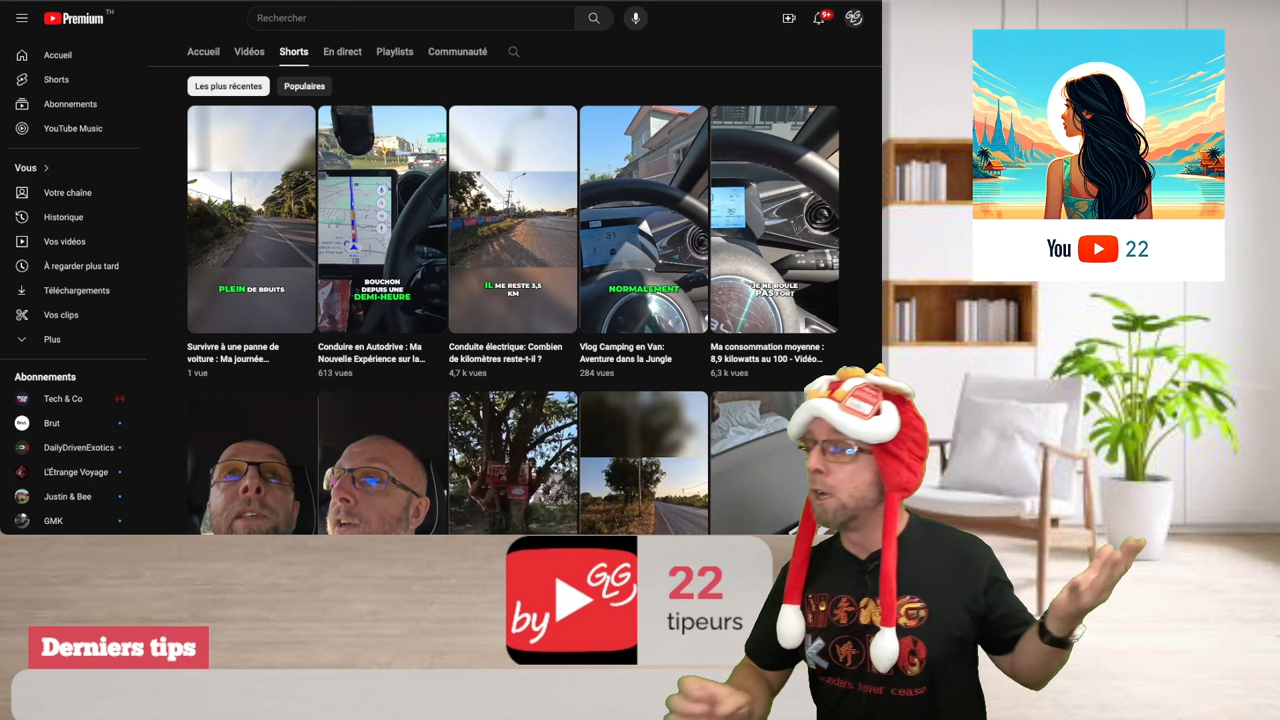 Premium TH
Rechercher
9+
Accueil
Shorts
Abonnements
YouTube Music
Vous
Votre chaîne
Historique
Vos vidéos
À regarder plus tard
Téléchargements
Vos clips
Plus
Abonnements
Tech & Co
Brut
DailyDrivenExotics
L'Étrange Voyage
Justin & Bee
GMK
Accueil Vidéos Shorts En direct Playlists Communauté
Les plus récentes Populaires
PLEIN DE BRUITS
Survivre à une panne de
voiture : Ma journée...
1 vue
BOUCHON
DEPUIS UNE
DEMI-HEURE
Conduire en Autodrive : Ma
Nouvelle Expérience sur la...
613 vues
IL ME RESTE 3,5
KM
Conduite électrique: Combien
de kilomètres reste-t-il ?
4,7 k vues
NORMALEMENT
Vlog Camping en Van:
Aventure dans la Jungle
284 vues
JE NE ROULE
PAS FORT
Ma consommation moyenne :
8,9 kilowatts au 100 - Vidéo...
6,3 k vues
You 22
by GLG
22
tipeurs
Derniers tips
HONG
KONG
wonders never cease